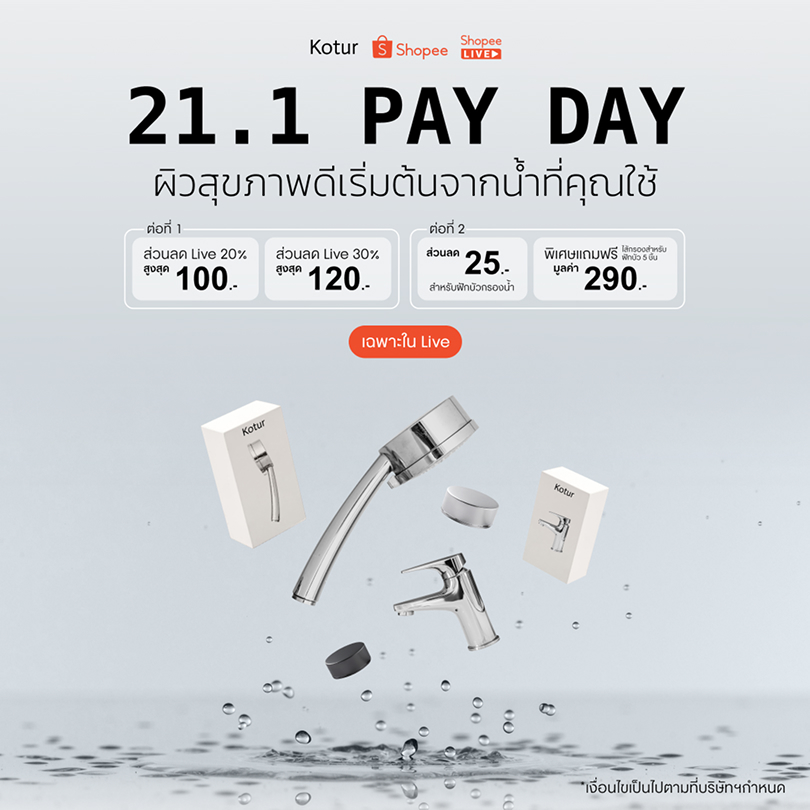 Kotur Shopee Shopee LIVE
21.1 PAY DAY
ผิวสุขภาพดีเริ่มต้นจากน้ำที่คุณใช้
ต่อที่ 1
ส่วนลด Live 20%
สูงสุด 100.-
ส่วนลด Live 30%
สูงสุด 120.-
ต่อที่ 2
ส่วนลด 25.-
สำหรับฝักบัวกรองน้ำ
พิเศษแถมฟรี ไส้กรองสำหรับ
ฝักบัว 5 ชั้น
มูลค่า 290.-
เฉพาะใน Live
Kotur
Kotur
*เงื่อนไขเป็นไปตามที่บริษัทฯกำหนด